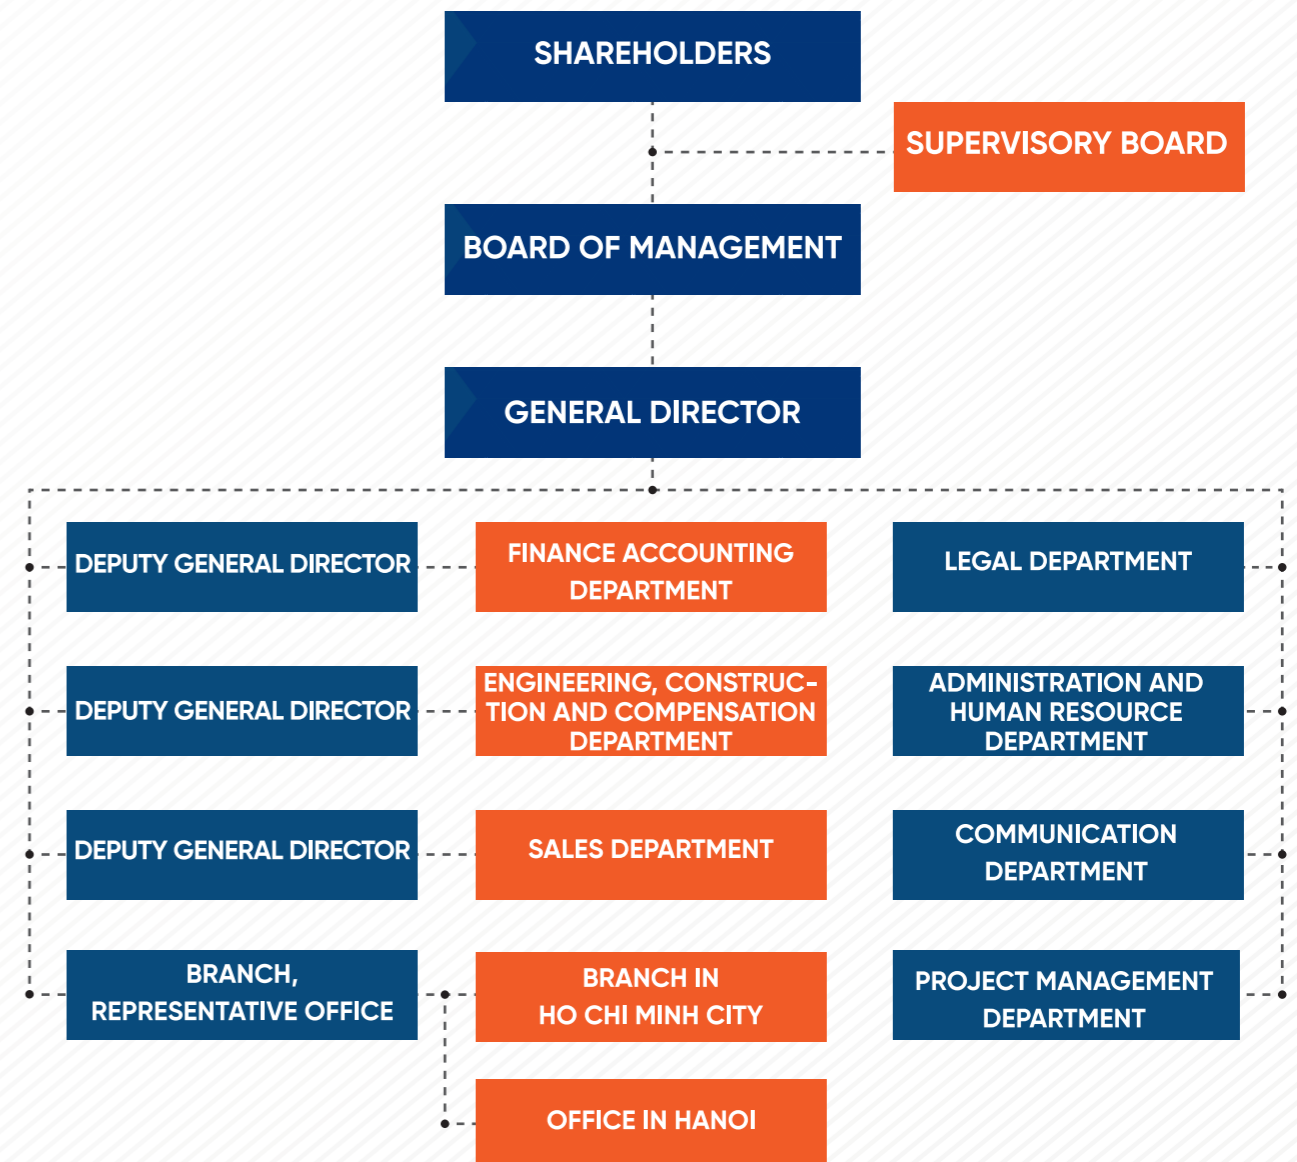 SHAREHOLDERS
SUPERVISORY BOARD
BOARD OF MANAGEMENT
GENERAL DIRECTOR
DEPUTY GENERAL DIRECTOR
FINANCE ACCOUNTING
DEPARTMENT
LEGAL DEPARTMENT
DEPUTY GENERAL DIRECTOR
ENGINEERING, CONSTRUC-
TION AND COMPENSATION
DEPARTMENT
ADMINISTRATION AND
HUMAN RESOURCE
DEPARTMENT
DEPUTY GENERAL DIRECTOR
SALES DEPARTMENT
COMMUNICATION
DEPARTMENT
BRANCH,
REPRESENTATIVE OFFICE
BRANCH IN
HO CHI MINH CITY
PROJECT MANAGEMENT
DEPARTMENT
OFFICE IN HANOI